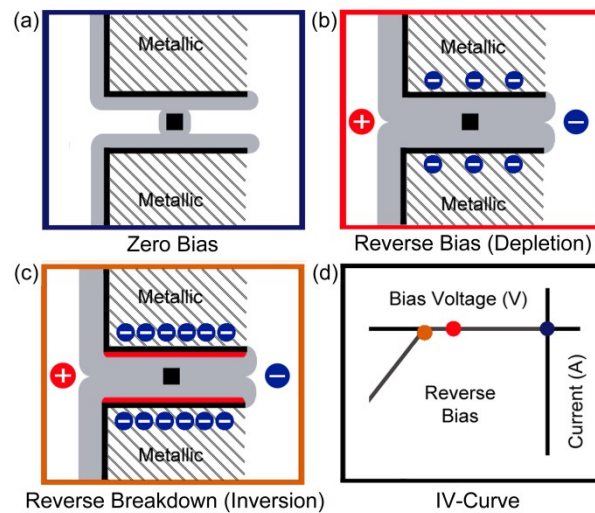 (a)
Metallic
Metallic
Zero Bias
(b)
Metallic
+
−
Metallic
Reverse Bias (Depletion)
(c)
Metallic
+
−
Metallic
Reverse Breakdown (Inversion)
(d)
Bias Voltage (V)
Reverse
Bias
Current (A)
IV-Curve